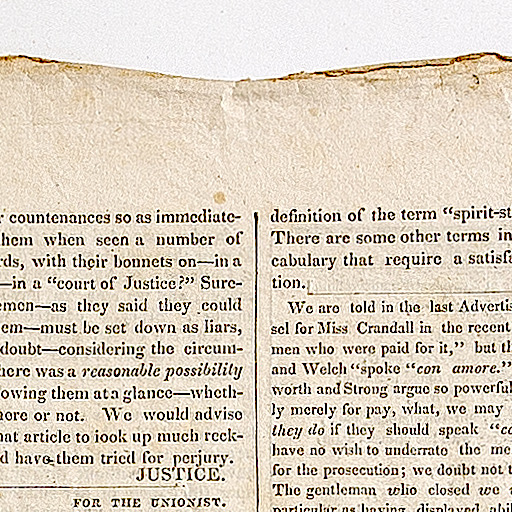 countenances so as immediate-
them when seen a number of
rds, with their bonnets on—in a
—in a "court of Justice?" Sure-
emen—as they said they could
em—must be set down as liars,
doubt—considering the circum-
here was a reasonable possibility
owing them at a glance—wheth-
more or not. We would advise
hat article to look up much reck-
d have them tried for perjury.
JUSTICE.
FOR THE UNIONIST.
definition of the term "spirit-st
There are some other terms in
cabulary that require a satisf
tion.
We are told in the last Advertis
sel for Miss Crandall in the recent
men who were paid for it," but th
and Welch "spoke "con amore."
worth and Strong argue so powerful
ly merely for pay, what, we may
they do if they should speak "co
have no wish to underrate the me
for the prosecution; we doubt not t
The gentleman who closed we
particular as having displayed abil